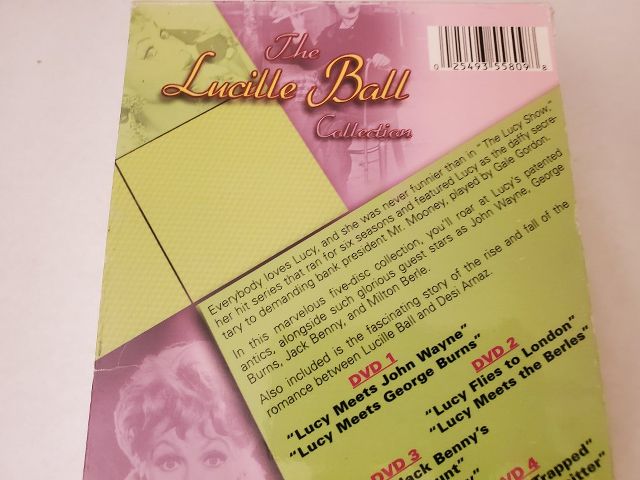 The
Lucille Ball
Collection
0 25493 55809 8
Everybody loves Lucy, and she was never funnier than in "The Lucy Show,"
her hit series that ran for six seasons and featured Lucy as the daffy secre-
tary to demanding bank president Mr. Mooney, played by Gale Gordon.
In this marvelous five-disc collection, you'll roar at Lucy's patented
antics, alongside such glorious guest stars as John Wayne, George
Burns, Jack Benny, and Milton Berle.
Also included is the fascinating story of the rise and fall of the
romance between Lucille Ball and Desi Arnaz.
DVD 1
"Lucy Meets John Wayne"
"Lucy Meets George Burns"
DVD 2
"Lucy Flies to London"
"Lucy Meets the Berles"
DVD 3
Jack Benny's
DVD 4
Trapped"